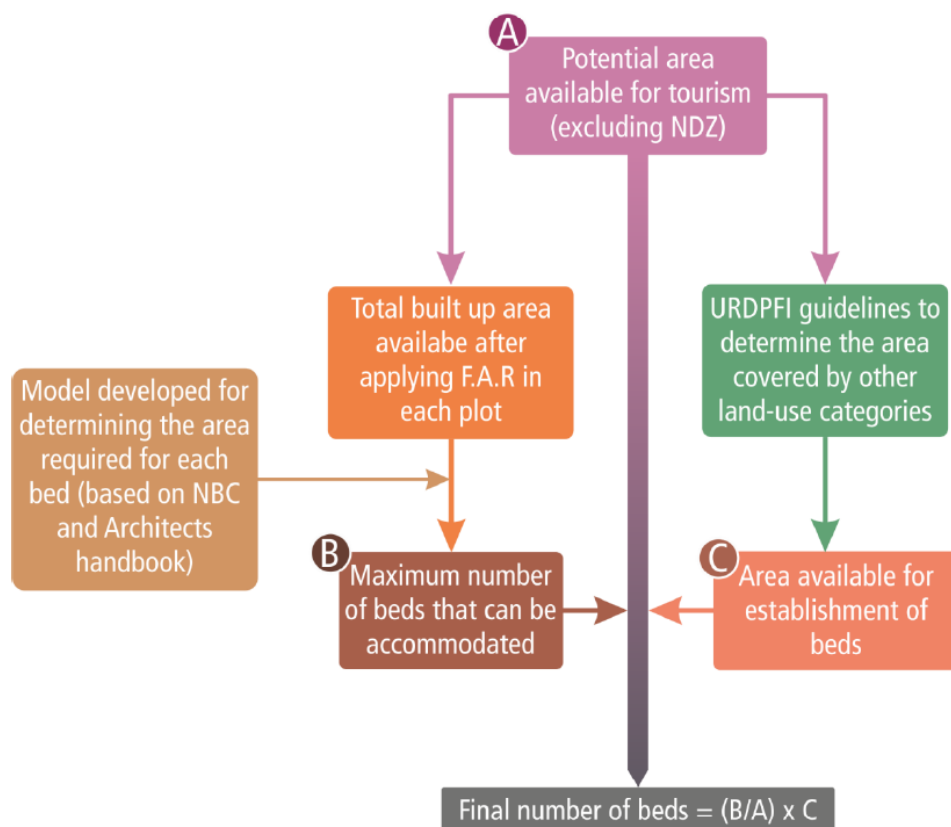 A
Potential area
available for tourism
(excluding NDZ)
Total built up area
availabe after
applying F.A.R in
each plot
URDPFI guidelines to
determine the area
covered by other
land-use categories
Model developed for
determining the area
required for each
bed (based on NBC
and Architects
handbook)
B
Maximum number
of beds that can be
accommodated
C
Area available for
establishment of
beds
Final number of beds = (B/A) x C